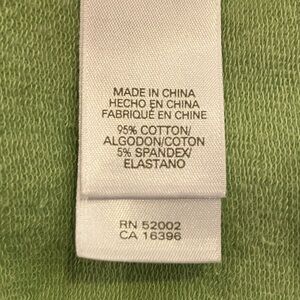 MADE IN CHINA
HECHO EN CHINA
FABRIQUÉ EN CHINE
95% COTTON/
ALGODON/COTON
5% SPANDEX/
ELASTANO
RN 52002
CA 16396